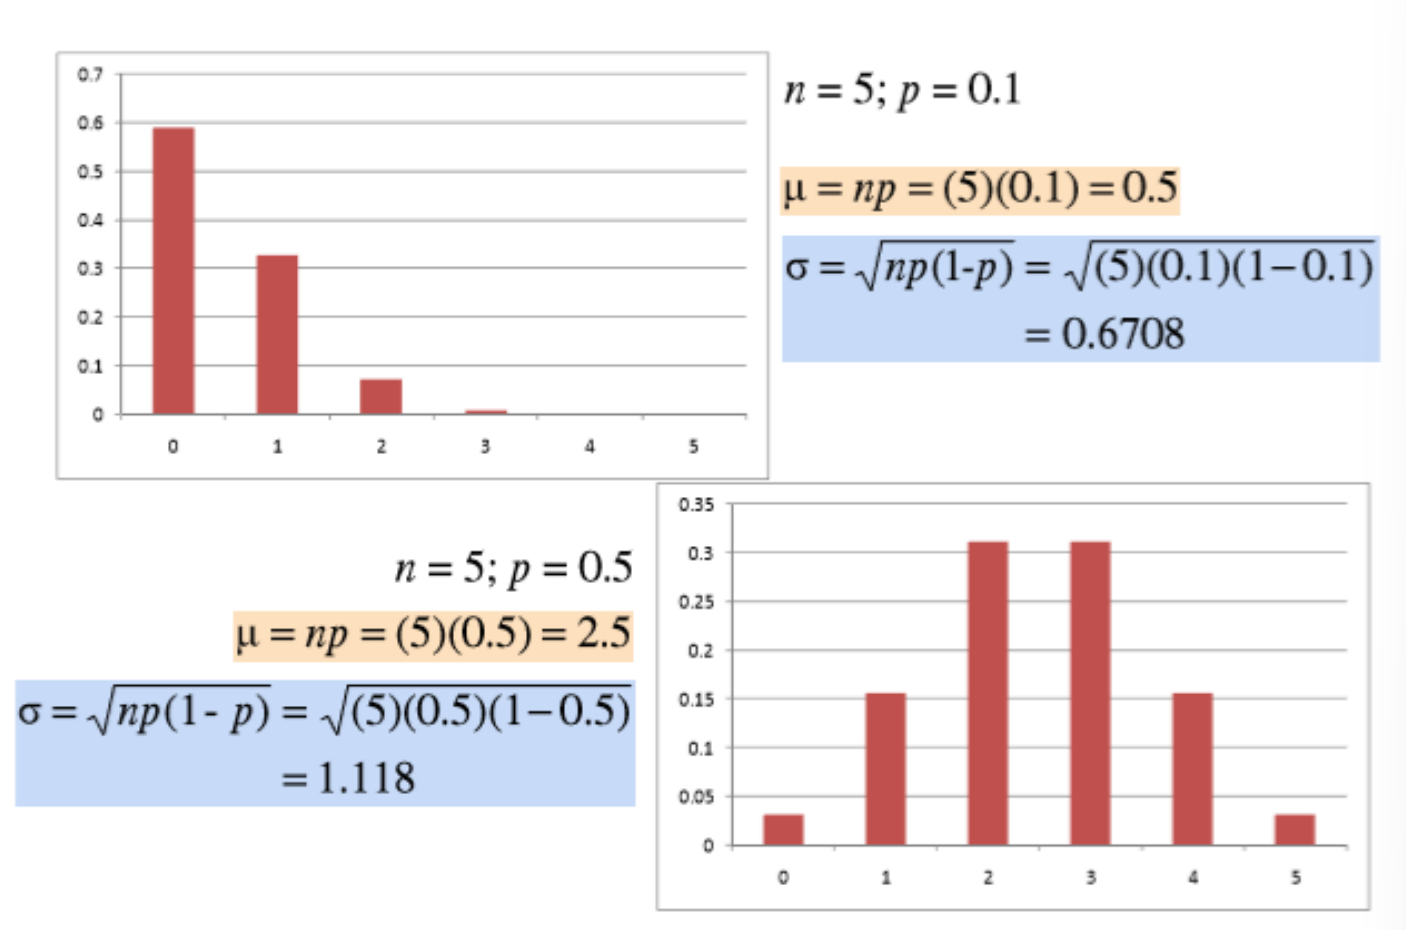 0.7
0.6
0.5
0.4
0.3
0.2
0.1
0
0 1 2 3 4 5
n = 5; p = 0.1
μ = np = (5)(0.1) = 0.5
σ = √np(1-p) = √(5)(0.1)(1−0.1)
= 0.6708
n = 5; p = 0.5
μ = np = (5)(0.5) = 2.5
σ = √np(1- p) = √(5)(0.5)(1−0.5)
= 1.118
0.35
0.3
0.25
0.2
0.15
0.1
0.05
0
0 1 2 3 4 5